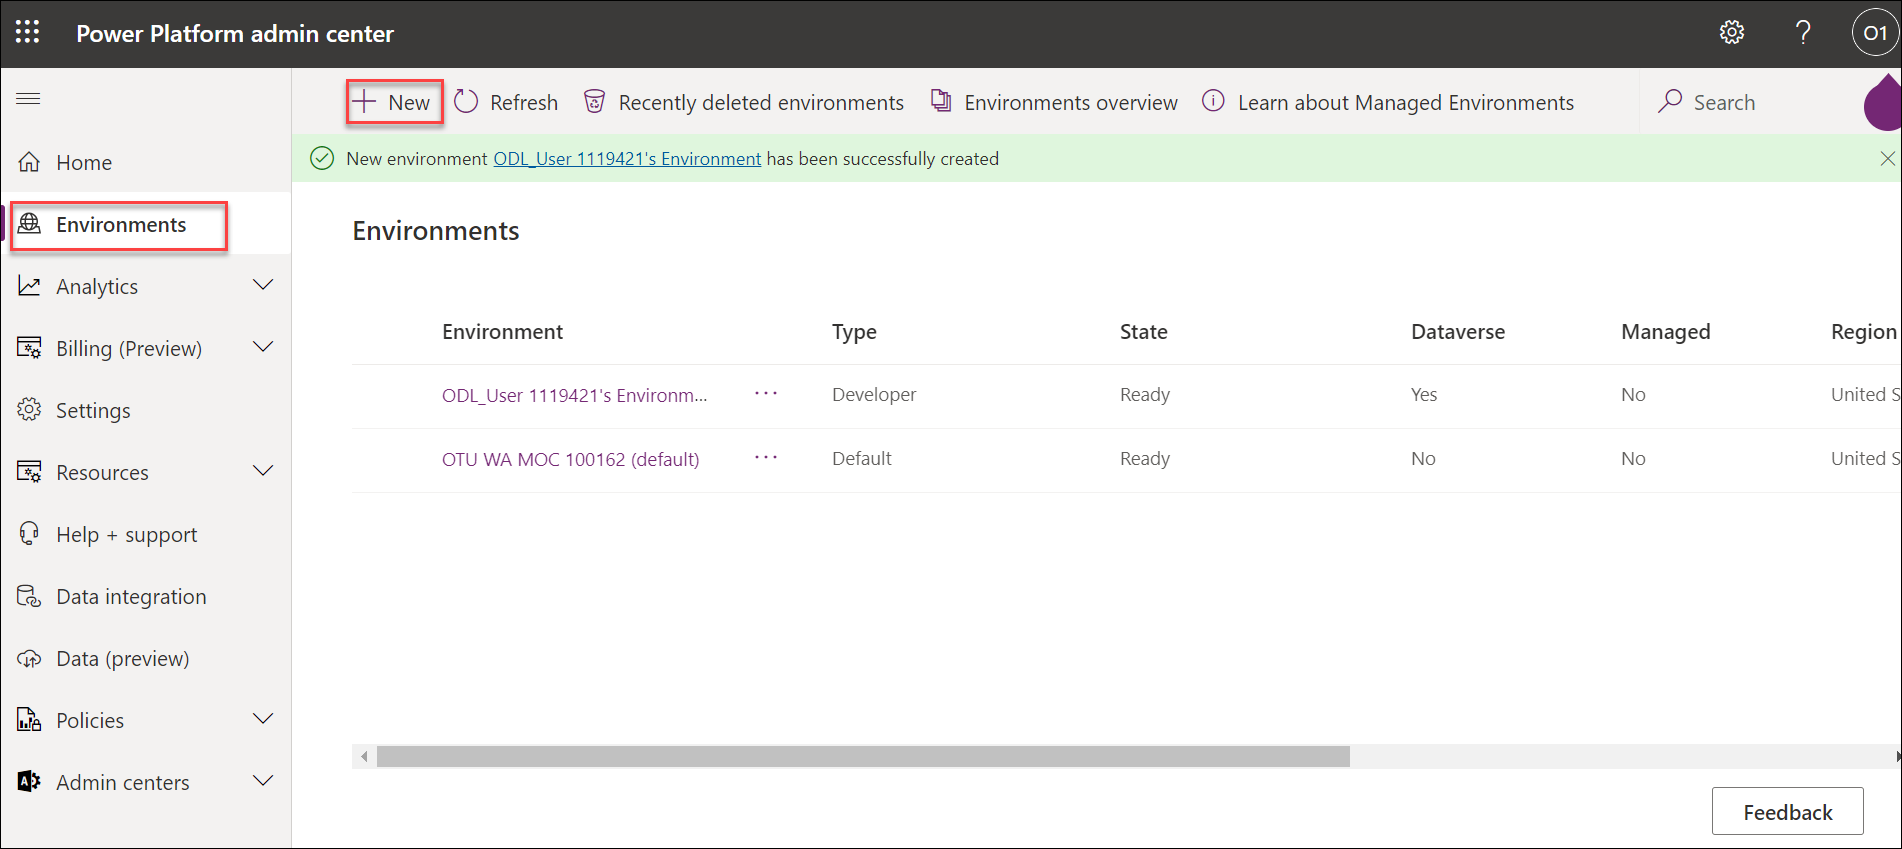 Power Platform admin center
O1
New
Refresh
Recently deleted environments
Environments overview
Learn about Managed Environments
Search
New environment ODL_User 1119421's Environment has been successfully created
Home
Environments
Analytics
Billing (Preview)
Settings
Resources
Help + support
Data integration
Data (preview)
Policies
Admin centers
Environments
Environment Type State Dataverse Managed Region
ODL_User 1119421's Environm... ... Developer Ready Yes No United S
OTU WA MOC 100162 (default) ... Default Ready No No United S
Feedback